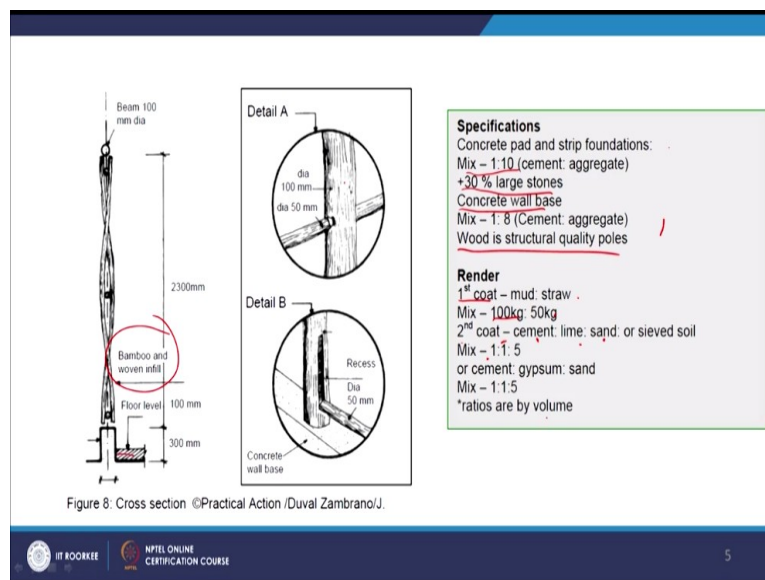 Beam 100
mm dia
2300mm
Bamboo and
woven infill
Floor level
100 mm
300 mm
Detail A
dia
100 mm
dia 50 mm
Detail B
Recess
Dia
50 mm
Concrete
wall base
Figure 8: Cross section ©Practical Action /Duval Zambrano/J.
Specifications
Concrete pad and strip foundations:
Mix – 1:10 (cement: aggregate)
+30 % large stones
Concrete wall base
Mix – 1: 8 (Cement: aggregate)
Wood is structural quality poles
Render
1st coat – mud: straw
Mix – 100kg: 50kg
2nd coat – cement: lime: sand: or sieved soil
Mix – 1:1: 5
or cement: gypsum: sand
Mix – 1:1:5
*ratios are by volume
IIT ROORKEE
NPTEL ONLINE
CERTIFICATION COURSE
5